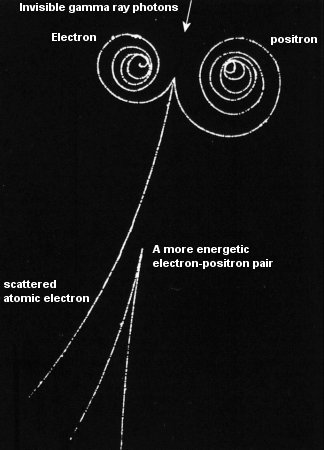 Invisible gamma ray photons
Electron
positron
A more energetic
electron-positron pair
scattered
atomic electron